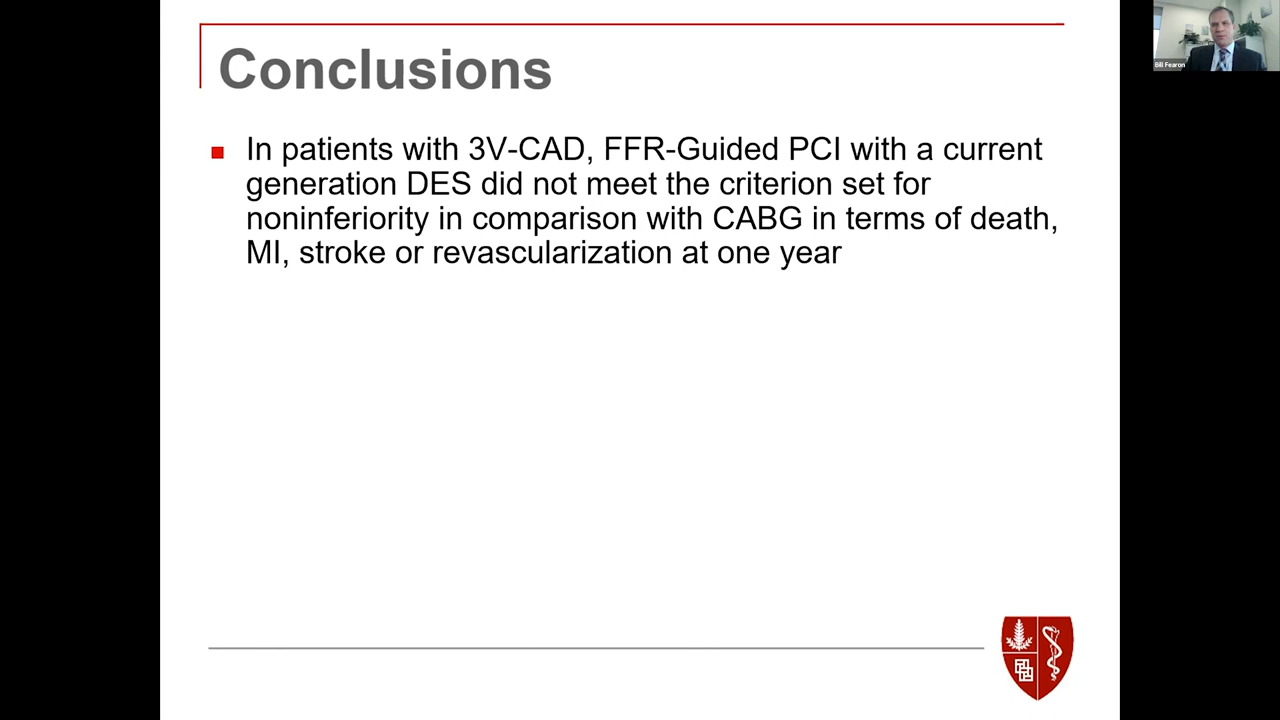 Conclusions
In patients with 3V-CAD, FFR-Guided PCI with a current
generation DES did not meet the criterion set for
noninferiority in comparison with CABG in terms of death,
MI, stroke or revascularization at one year
Bill Fearon